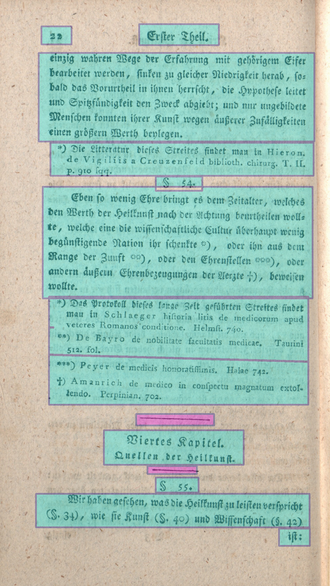 22
Erster Theil.
einzig wahren Wege der Erfahrung mit gehörigem Eifer
bearbeitet werden, sinken zu gleicher Niedrigkeit herab, so-
bald das Vorurtheil in ihnen herrscht, die Hypothese leitet
und Spitzfündigkeit den Zweck abgiebt; und nur ungebildete
Menschen konnten ihrer Kunst wegen äußerer Zufälligkeiten
einen größern Werth beylegen.
*) Die Litteratur dieses Streites findet man in Hieron.
de Vigiliis a Creuzenfeld biblioth. chirurg. T. II.
p. 910 sqq.
§ 54.
Eben so wenig Ehre bringt es dem Zeitalter, welches
den Werth der Heilkunst nach der Achtung beurtheilen woll-
te, welche eine die wissenschaftliche Cultur überhaupt wenig
begünstigende Nation ihr schenkte *), oder ihn aus dem
Range der Zunft **), oder den Ehrenstellen ***), oder
andern äußern Ehrenbezeugungen der Aerzte †), beweisen
wollte.
*) Das Protokoll dieses lange Zeit geführten Streites findet
man in Schlaeger historia litis de medicorum apud
veteres Romanos conditione. Helmst. 740.
**) De Bayro de nobilitate facultatis medicae. Taurini
512. fol.
***) Peyer de medicis honoratissimis. Halae 742.
†) Amanrich de medico in conspectu magnatum extol-
lendo. Perpinian, 702.
Viertes Kapitel.
Quellen der Heilkunst.
§ 55.
Wir haben gesehen, was die Heilkunst zu leisten verspricht
(§. 34), wie sie Kunst (§. 40) und Wissenschaft (§. 42)
ist: